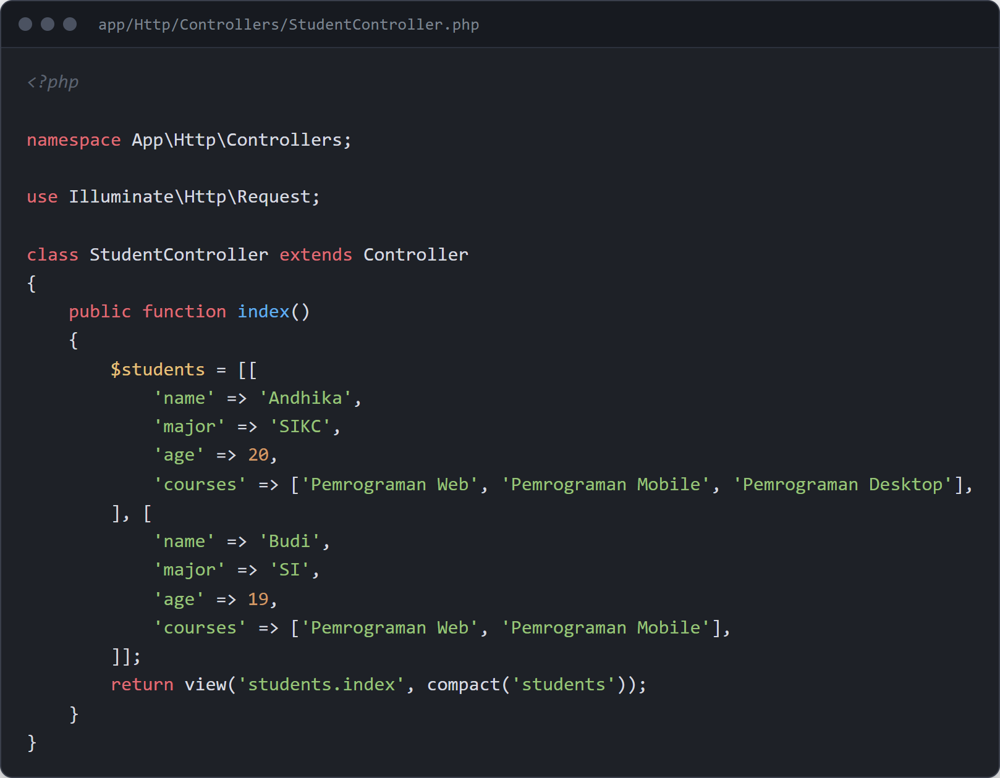 app/Http/Controllers/StudentController.php
<?php
namespace App\Http\Controllers;
use Illuminate\Http\Request;
class StudentController extends Controller
{
    public function index()
    {
        $students = [[
            'name' => 'Andhika',
            'major' => 'SIKC',
            'age' => 20,
            'courses' => ['Pemrograman Web', 'Pemrograman Mobile', 'Pemrograman Desktop'],
        ], [
            'name' => 'Budi',
            'major' => 'SI',
            'age' => 19,
            'courses' => ['Pemrograman Web', 'Pemrograman Mobile'],
        ]];
        return view('students.index', compact('students'));
    }
}